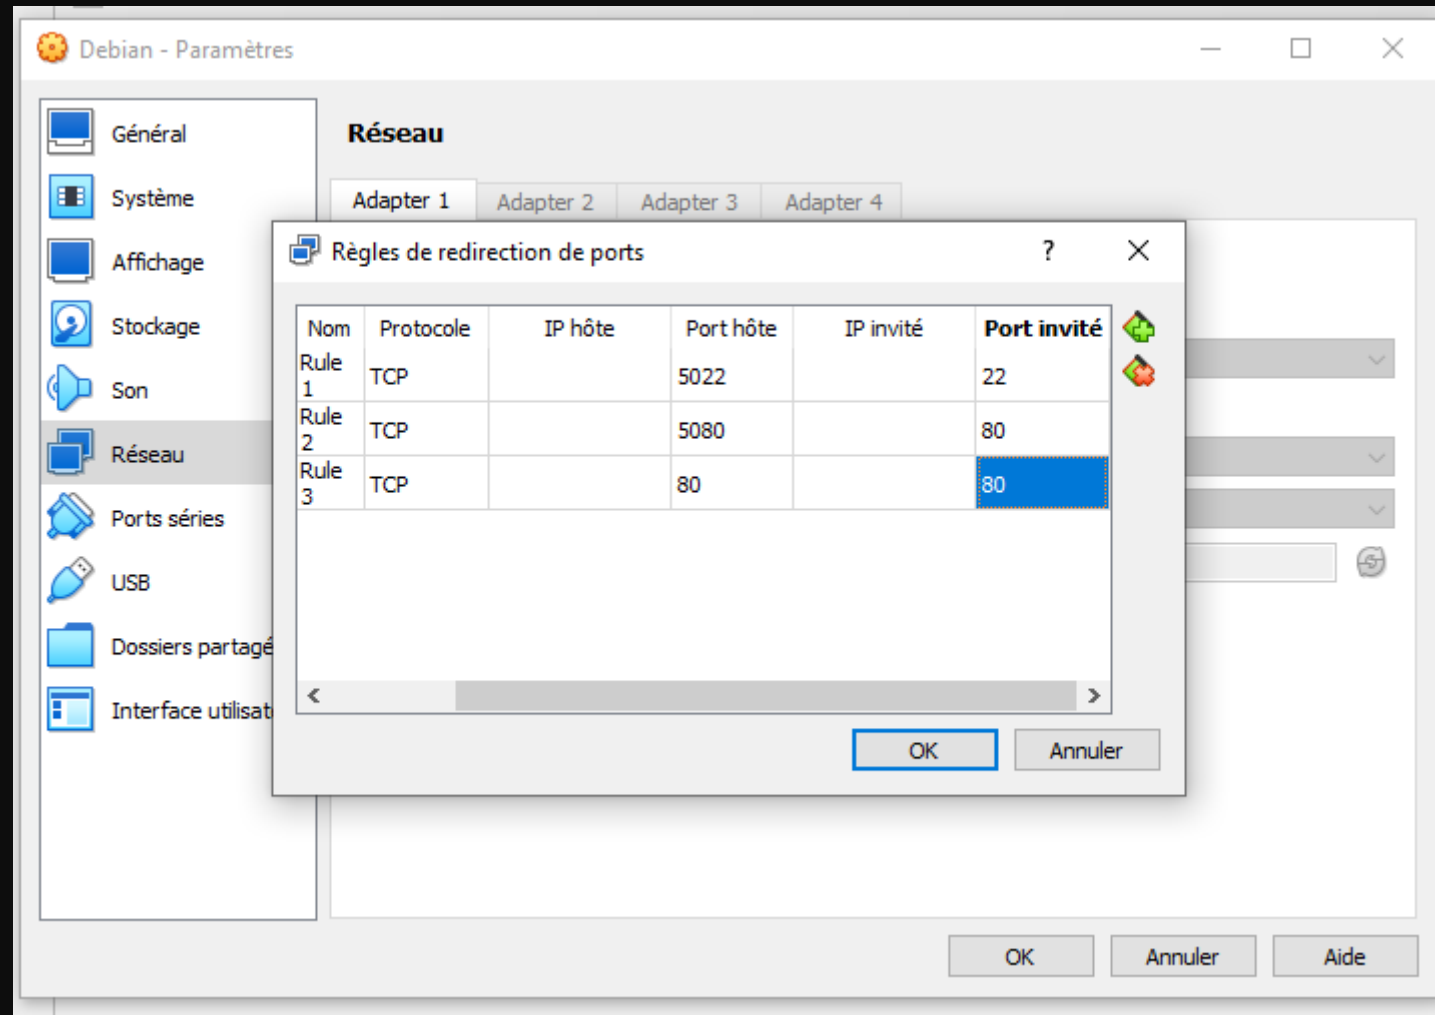 Debian - Paramètres
Général
Système
Affichage
Stockage
Son
Réseau
Ports séries
USB
Dossiers partagé
Interface utilisat
Réseau
Adapter 1 Adapter 2 Adapter 3 Adapter 4
Règles de redirection de ports ?
Nom Protocole IP hôte Port hôte IP invité Port invité
Rule 1 TCP 5022 22
Rule 2 TCP 5080 80
Rule 3 TCP 80 80
OK Annuler
OK Annuler Aide